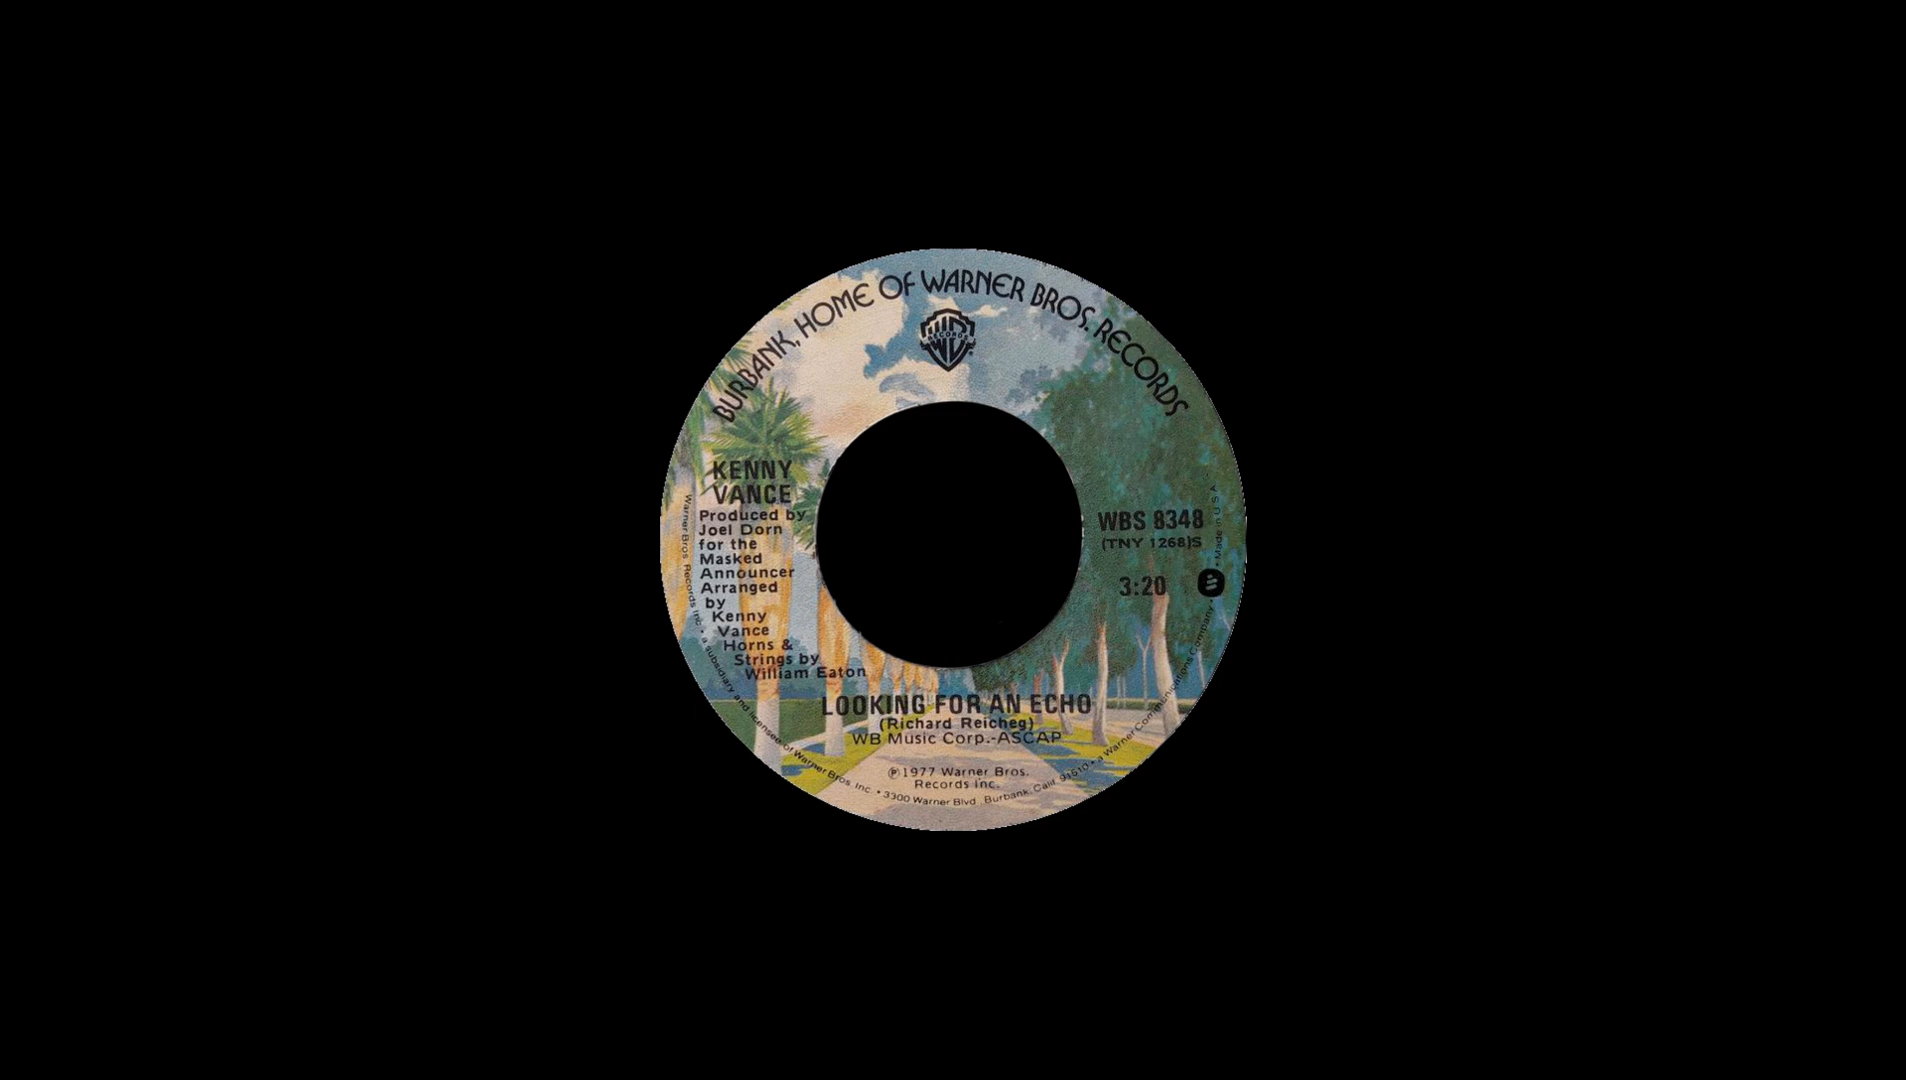 BURBANK, HOME OF WARNER BROS. RECORDS
RECORDS
KENNY
VANCE
Produced by
Joel Dorn
for the
Masked
Announcer
Arranged
by
Kenny
Vance
Horns &
Strings by
William Eaton
WBS 8348
(TNY 1268)S
3:20
LOOKING FOR AN ECHO
(Richard Reicheg)
WB Music Corp.-ASCAP
℗1977 Warner Bros.
Records Inc.
Warner Bros. Records Inc. • a subsidiary and licensee of Warner Bros. Inc. • 3300 Warner Blvd. Burbank, Calif. 91510 • a Warner Communications Company • • Made in U S A